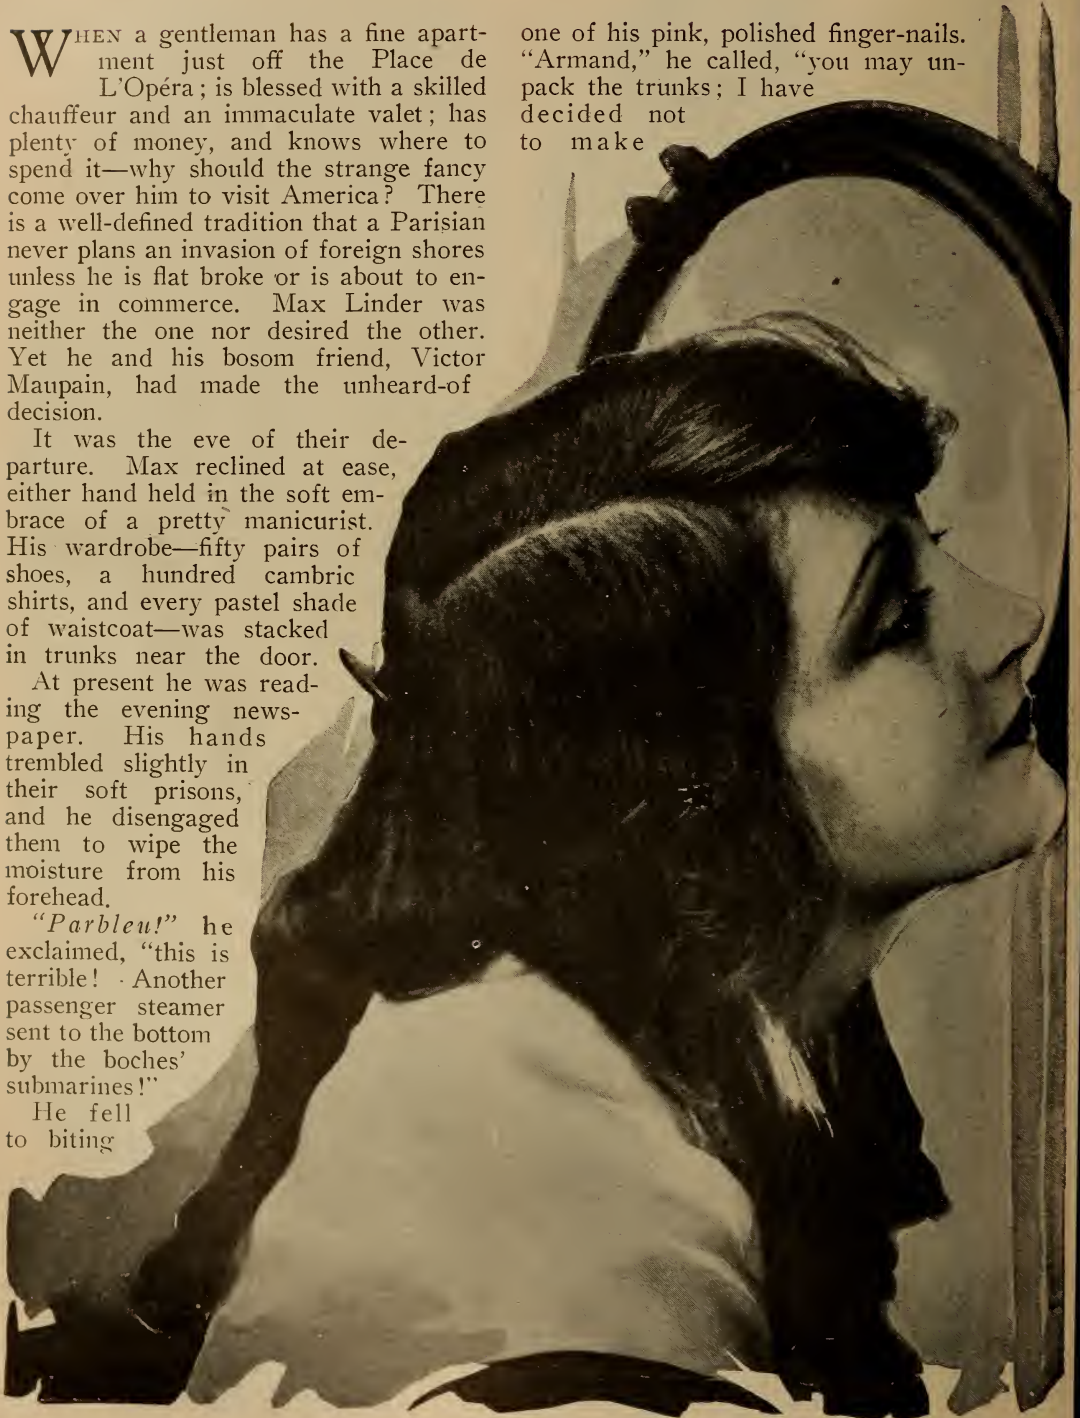 WHEN a gentleman has a fine apart-
ment just off the Place de
L'Opéra; is blessed with a skilled
chauffeur and an immaculate valet; has
plenty of money, and knows where to
spend it—why should the strange fancy
come over him to visit America? There
is a well-defined tradition that a Parisian
never plans an invasion of foreign shores
unless he is flat broke or is about to en-
gage in commerce. Max Linder was
neither the one nor desired the other.
Yet he and his bosom friend, Victor
Maupain, had made the unheard-of
decision.
It was the eve of their de-
parture. Max reclined at ease,
either hand held in the soft em-
brace of a pretty manicurist.
His wardrobe—fifty pairs of
shoes, a hundred cambric
shirts, and every pastel shade
of waistcoat—was stacked
in trunks near the door.
At present he was read-
ing the evening news-
paper. His hands
trembled slightly in
their soft prisons,
and he disengaged
them to wipe the
moisture from his
forehead.
"Parbleu!" he
exclaimed, "this is
terrible! Another
passenger steamer
sent to the bottom
by the boches'
submarines!"
He fell
to biting
one of his pink, polished finger-nails.
"Armand," he called, "you may un-
pack the trunks; I have
decided not
to make